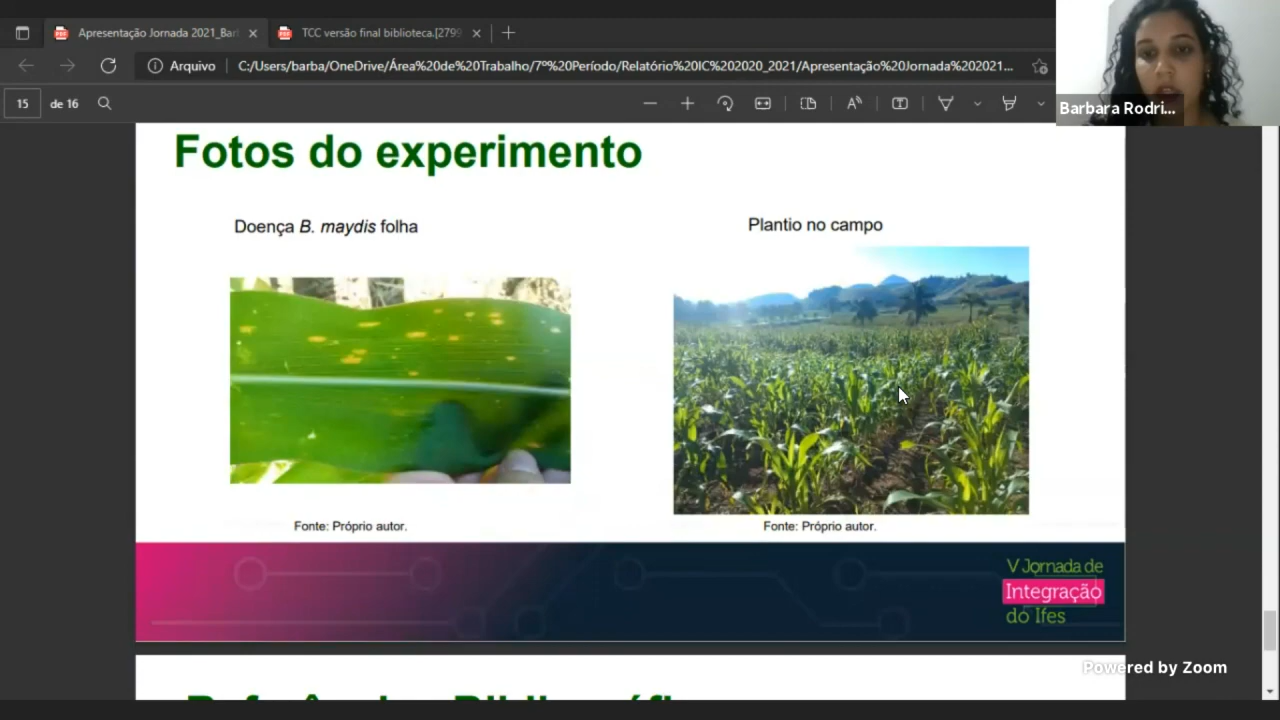 Apresentação Jornada 2021_Bar
TCC versão final biblioteca.[2799
Arquivo
C:/Users/barba/OneDrive/Área%20de%20Trabalho/7º%20Período/Relatório%20IC%202020_2021/Apresentação%20Jornada%202021...
15
de 16
Barbara Rodri...
Fotos do experimento
Doença B. maydis folha
Plantio no campo
Fonte: Próprio autor.
Fonte: Próprio autor.
V Jornada de
Integração
do Ifes
Powered by Zoom